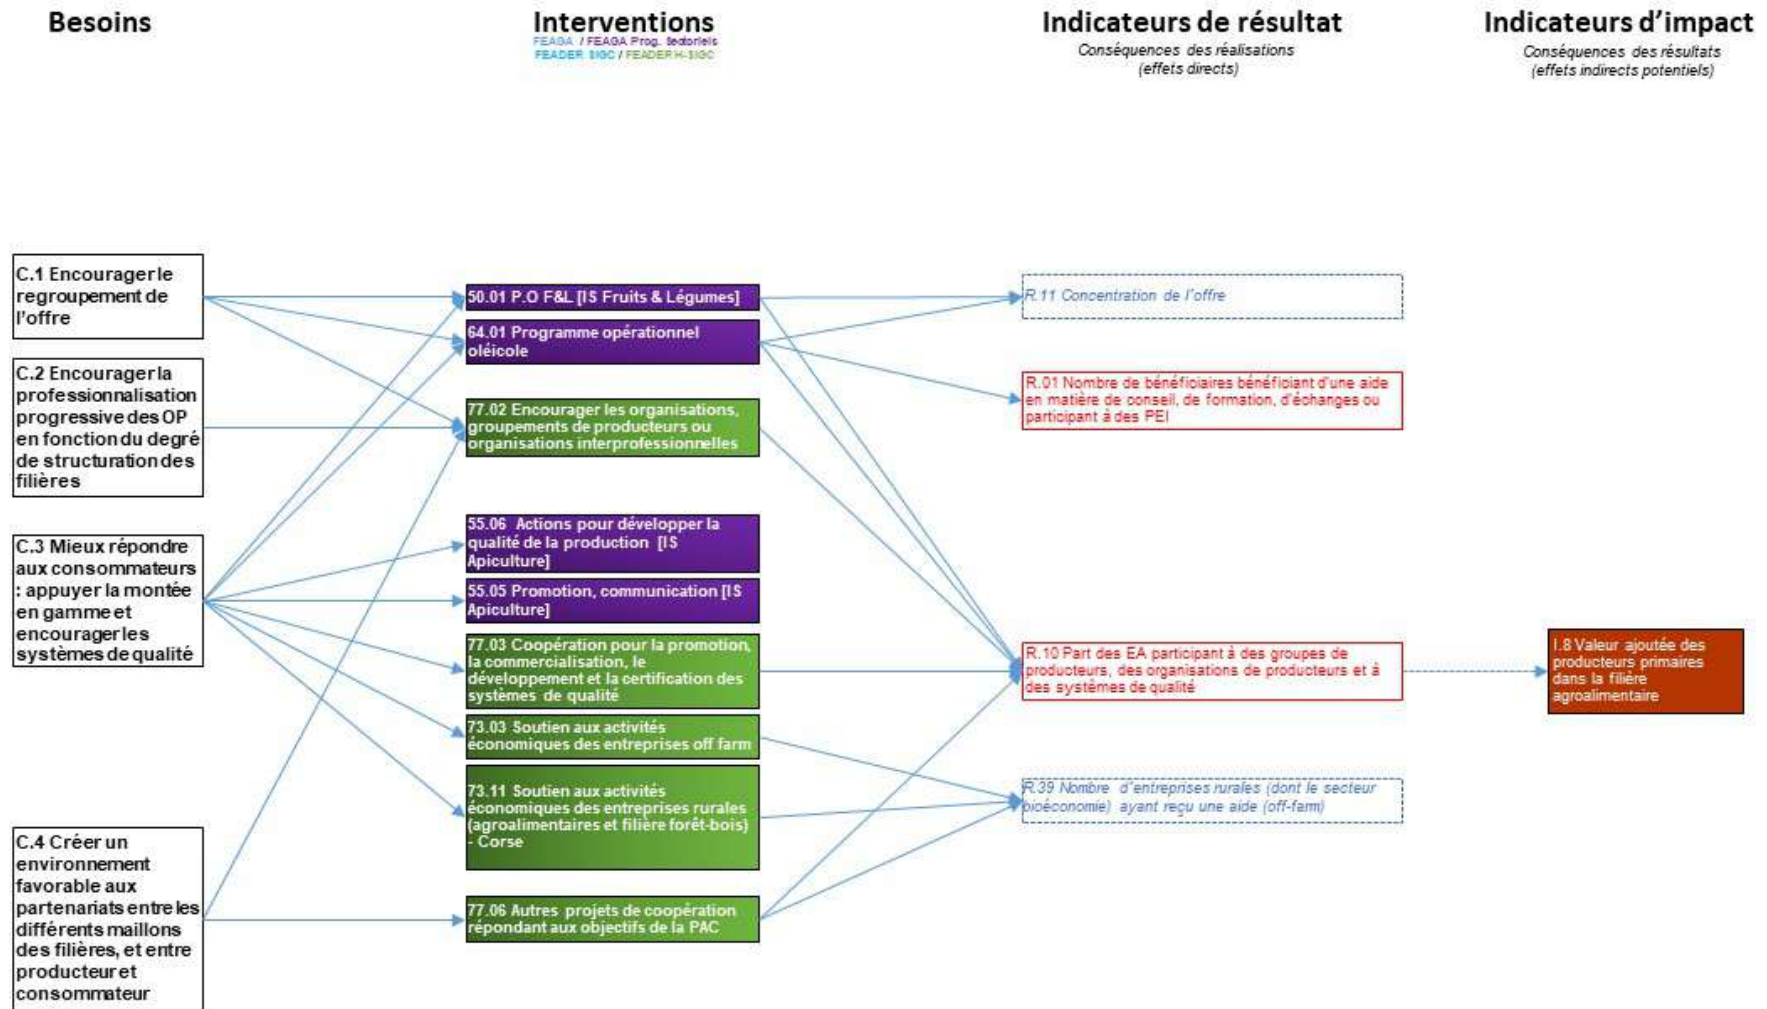 Besoins
Interventions
FEAGA / FEAGA Prog. Sectoriels
FEADER SIGC / FEADER H-SIGC
Indicateurs de résultat
Conséquences des réalisations
(effets directs)
Indicateurs d'impact
Conséquences des résultats
(effets indirects potentiels)
C.1 Encourager le
regroupement de
l'offre
C.2 Encourager la
professionnalisation
progressive des OP
en fonction du degré
de structuration des
filières
C.3 Mieux répondre
aux consommateurs
: appuyer la montée
en gamme et
encourager les
systèmes de qualité
C.4 Créer un
environnement
favorable aux
partenariats entre les
différents maillons
des filières, et entre
producteur et
consommateur
50.01 P.O F&L [IS Fruits & Légumes]
64.01 Programme opérationnel
oléicole
77.02 Encourager les organisations,
groupements de producteurs ou
organisations interprofessionnelles
55.06 Actions pour développer la
qualité de la production [IS
Apiculture]
55.05 Promotion, communication [IS
Apiculture]
77.03 Coopération pour la promotion,
la commercialisation, le
développement et la certification des
systèmes de qualité
73.03 Soutien aux activités
économiques des entreprises off farm
73.11 Soutien aux activités
économiques des entreprises rurales
(agroalimentaires et filière forêt-bois)
- Corse
77.06 Autres projets de coopération
répondant aux objectifs de la PAC
R.11 Concentration de l'offre
R.01 Nombre de bénéficiaires bénéficiant d'une aide
en matière de conseil, de formation, d'échanges ou
participant à des PEI
R.10 Part des EA participant à des groupes de
producteurs, des organisations de producteurs et à
des systèmes de qualité
R.39 Nombre d'entreprises rurales (dont le secteur
bioéconomie) ayant reçu une aide (off-farm)
I.8 Valeur ajoutée des
producteurs primaires
dans la filière
agroalimentaire